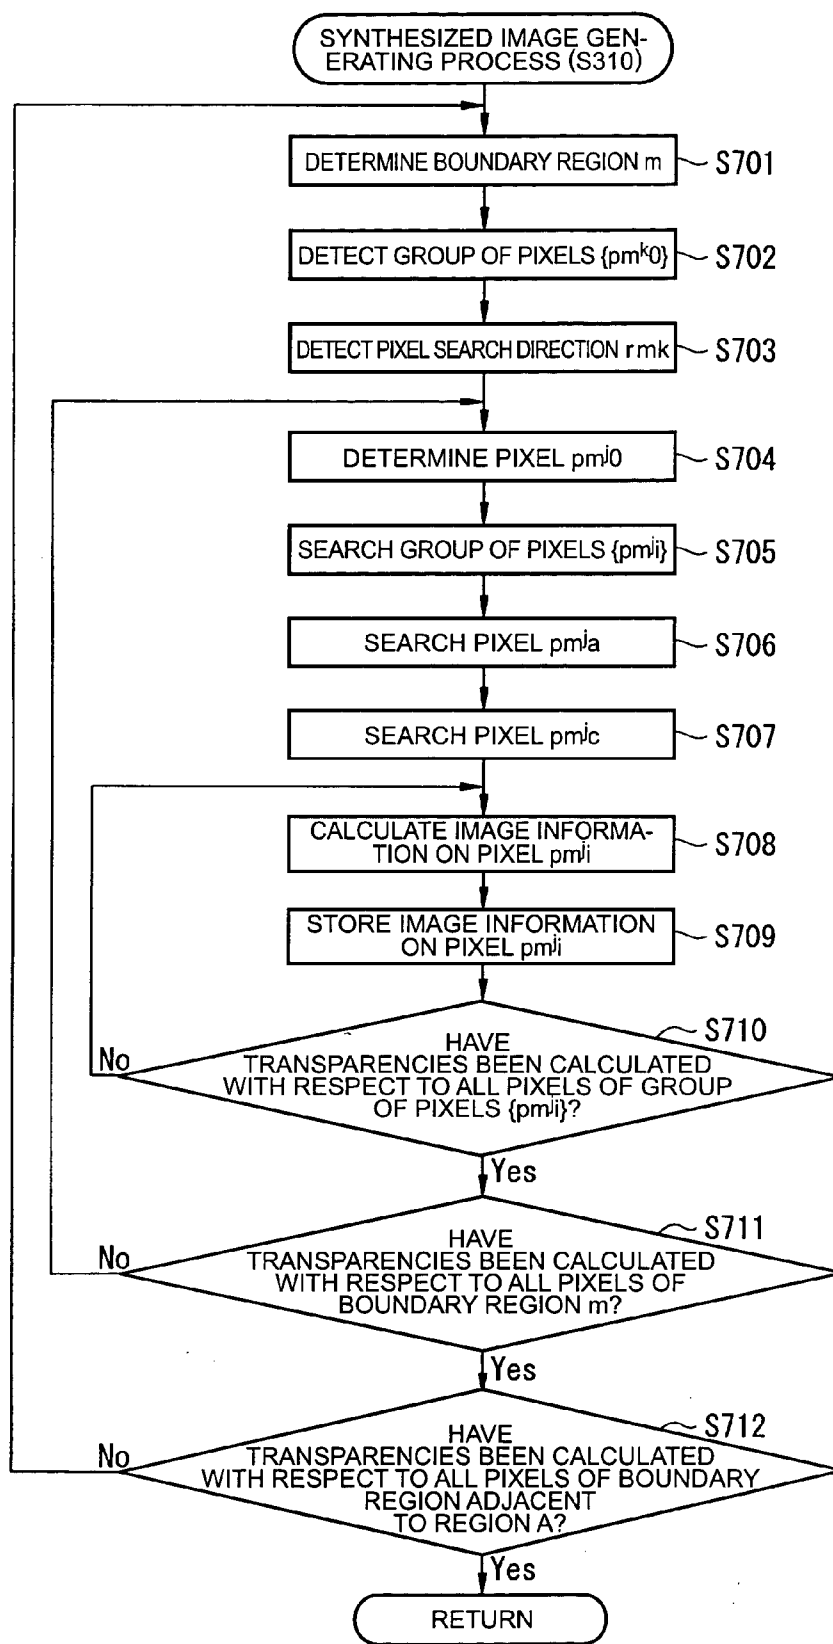 SYNTHESIZED IMAGE GEN-
ERATING PROCESS (S310)
DETERMINE BOUNDARY REGION m
S701
DETECT GROUP OF PIXELS {pmᵏ0}
S702
DETECT PIXEL SEARCH DIRECTION rmk
S703
DETERMINE PIXEL pmʲ0
S704
SEARCH GROUP OF PIXELS {pmʲi}
S705
SEARCH PIXEL pmʲa
S706
SEARCH PIXEL pmʲc
S707
CALCULATE IMAGE INFORMA-
TION ON PIXEL pmʲi
S708
STORE IMAGE INFORMATION
ON PIXEL pmʲi
S709
S710
HAVE
TRANSPARENCIES BEEN CALCULATED
WITH RESPECT TO ALL PIXELS OF GROUP
OF PIXELS {pmʲi}?
No
Yes
S711
HAVE
TRANSPARENCIES BEEN CALCULATED
WITH RESPECT TO ALL PIXELS OF
BOUNDARY REGION m?
No
Yes
S712
HAVE
TRANSPARENCIES BEEN CALCULATED
WITH RESPECT TO ALL PIXELS OF BOUNDARY
REGION ADJACENT
TO REGION A?
No
Yes
RETURN